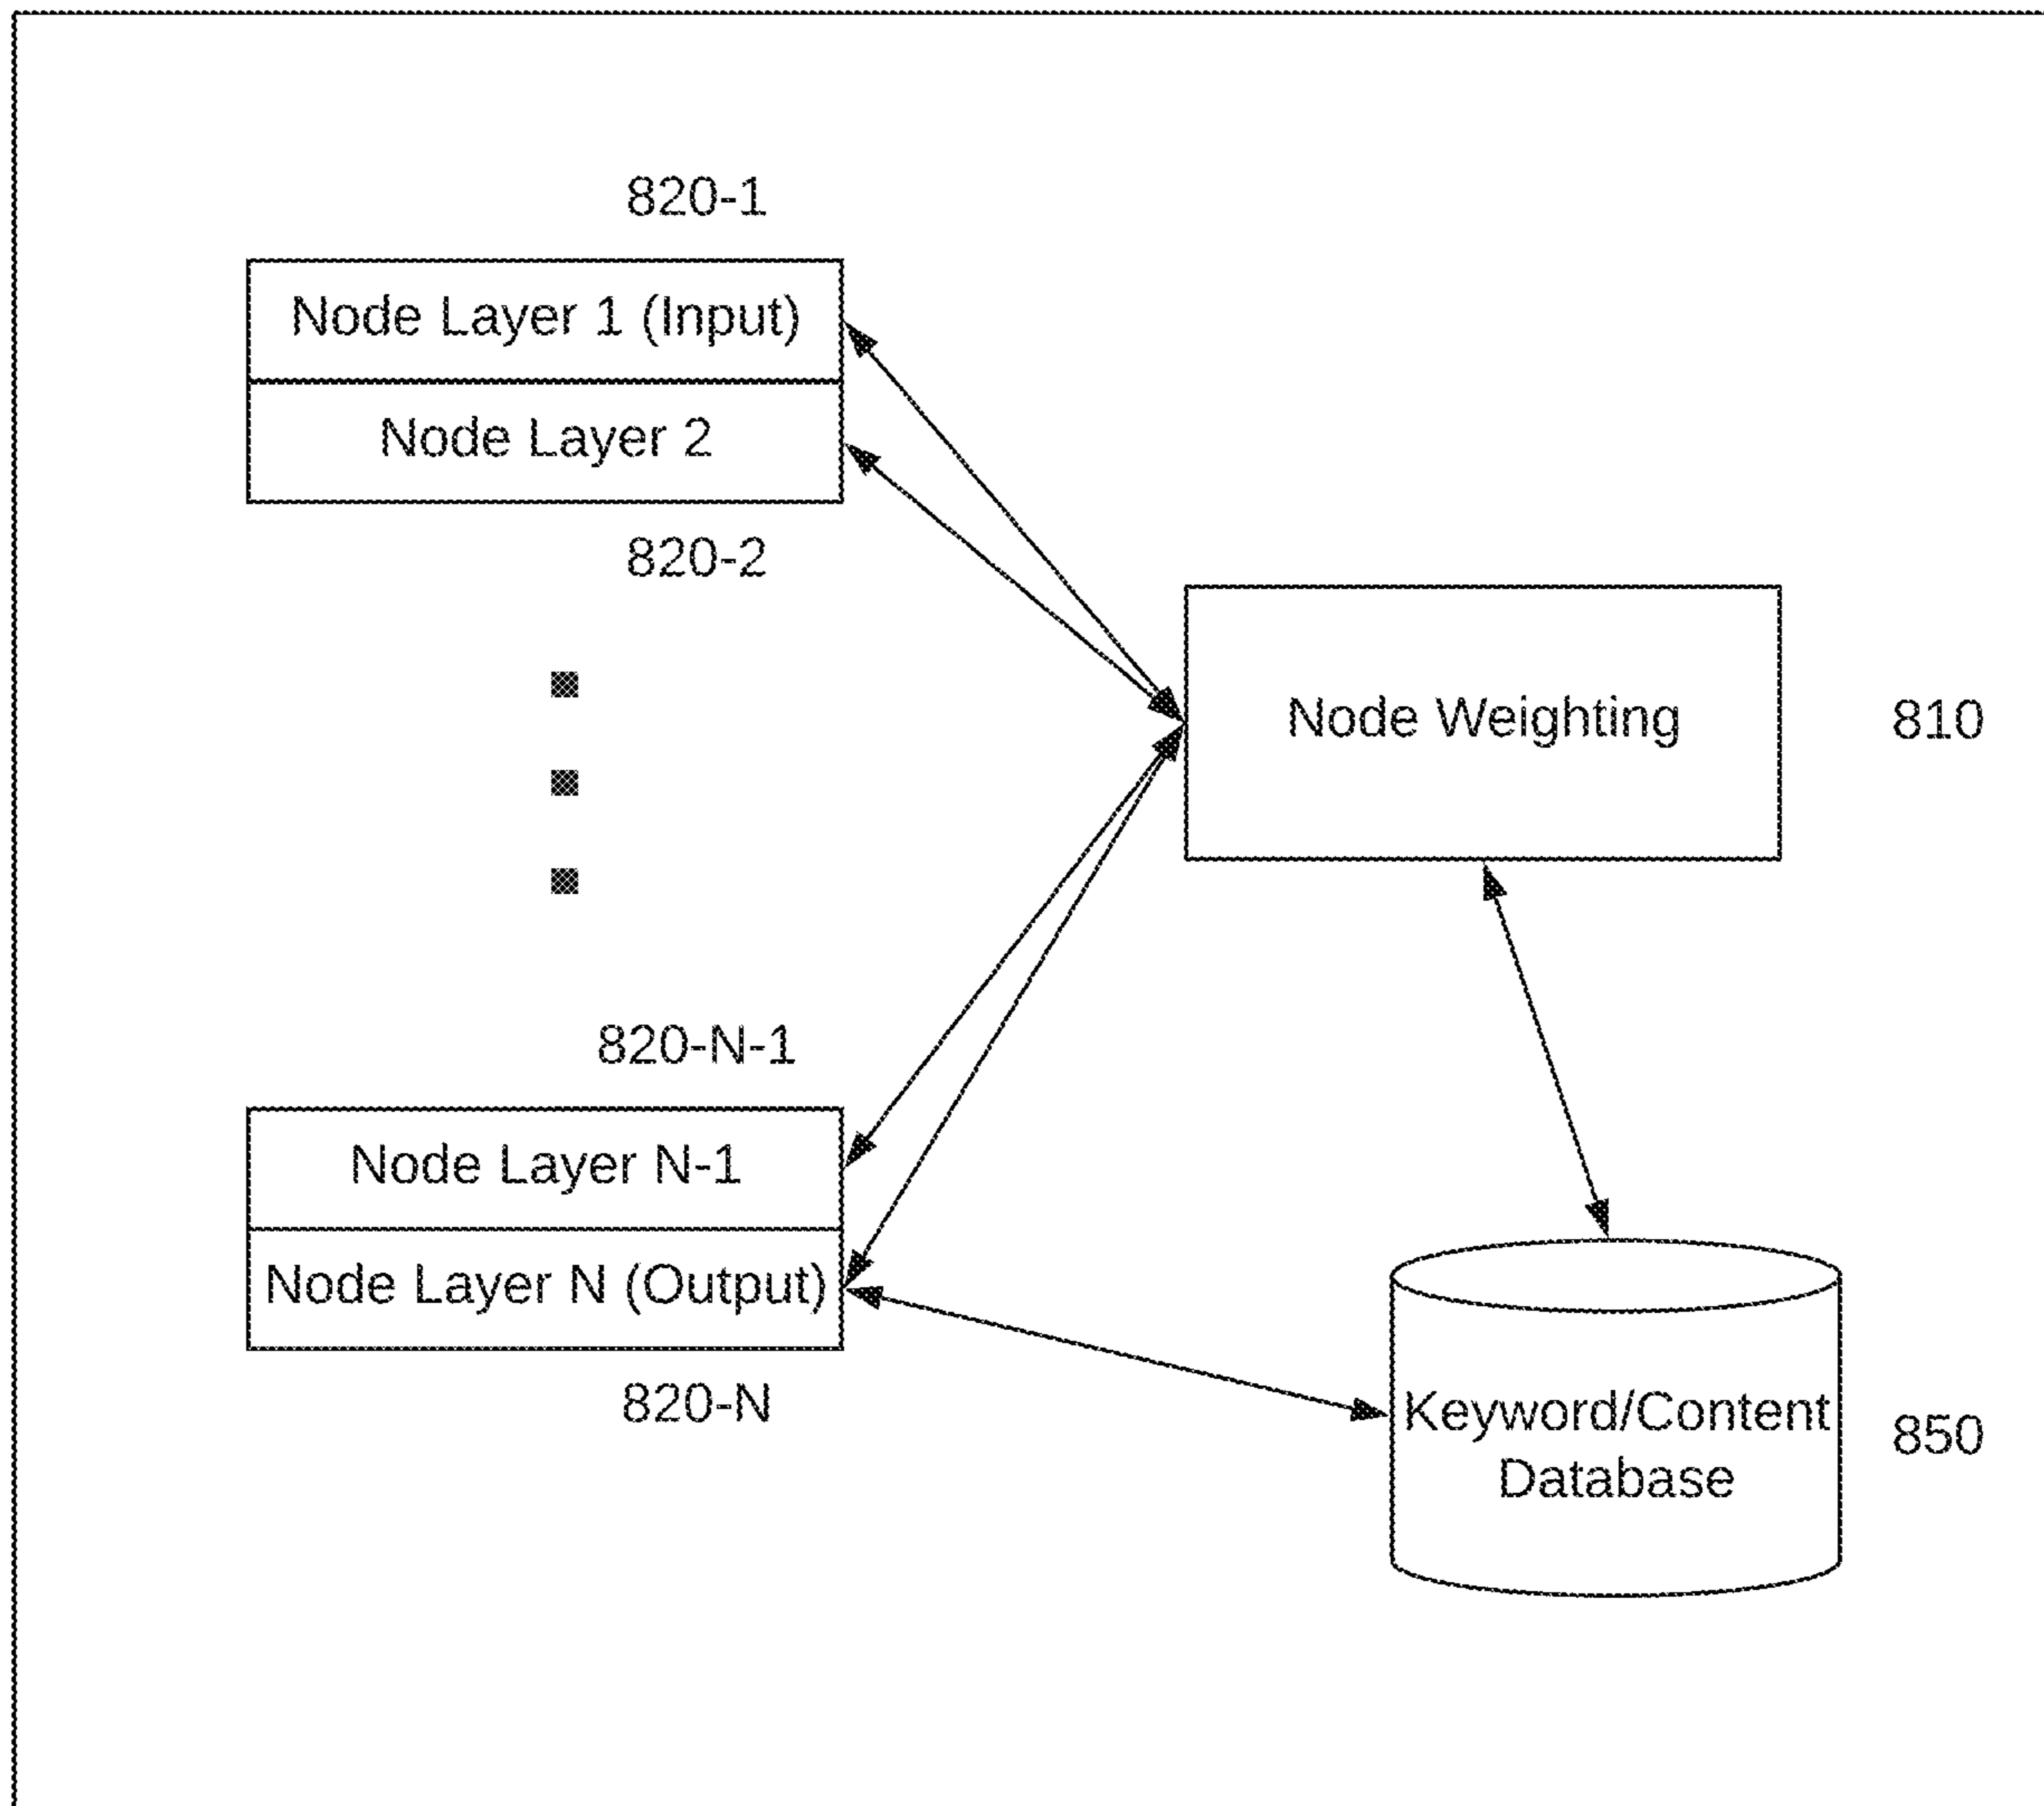 820-1
Node Layer 1 (Input)
Node Layer 2
820-2
Node Weighting
810
820-N-1
Node Layer N-1
Node Layer N (Output)
820-N
Keyword/Content
Database
850